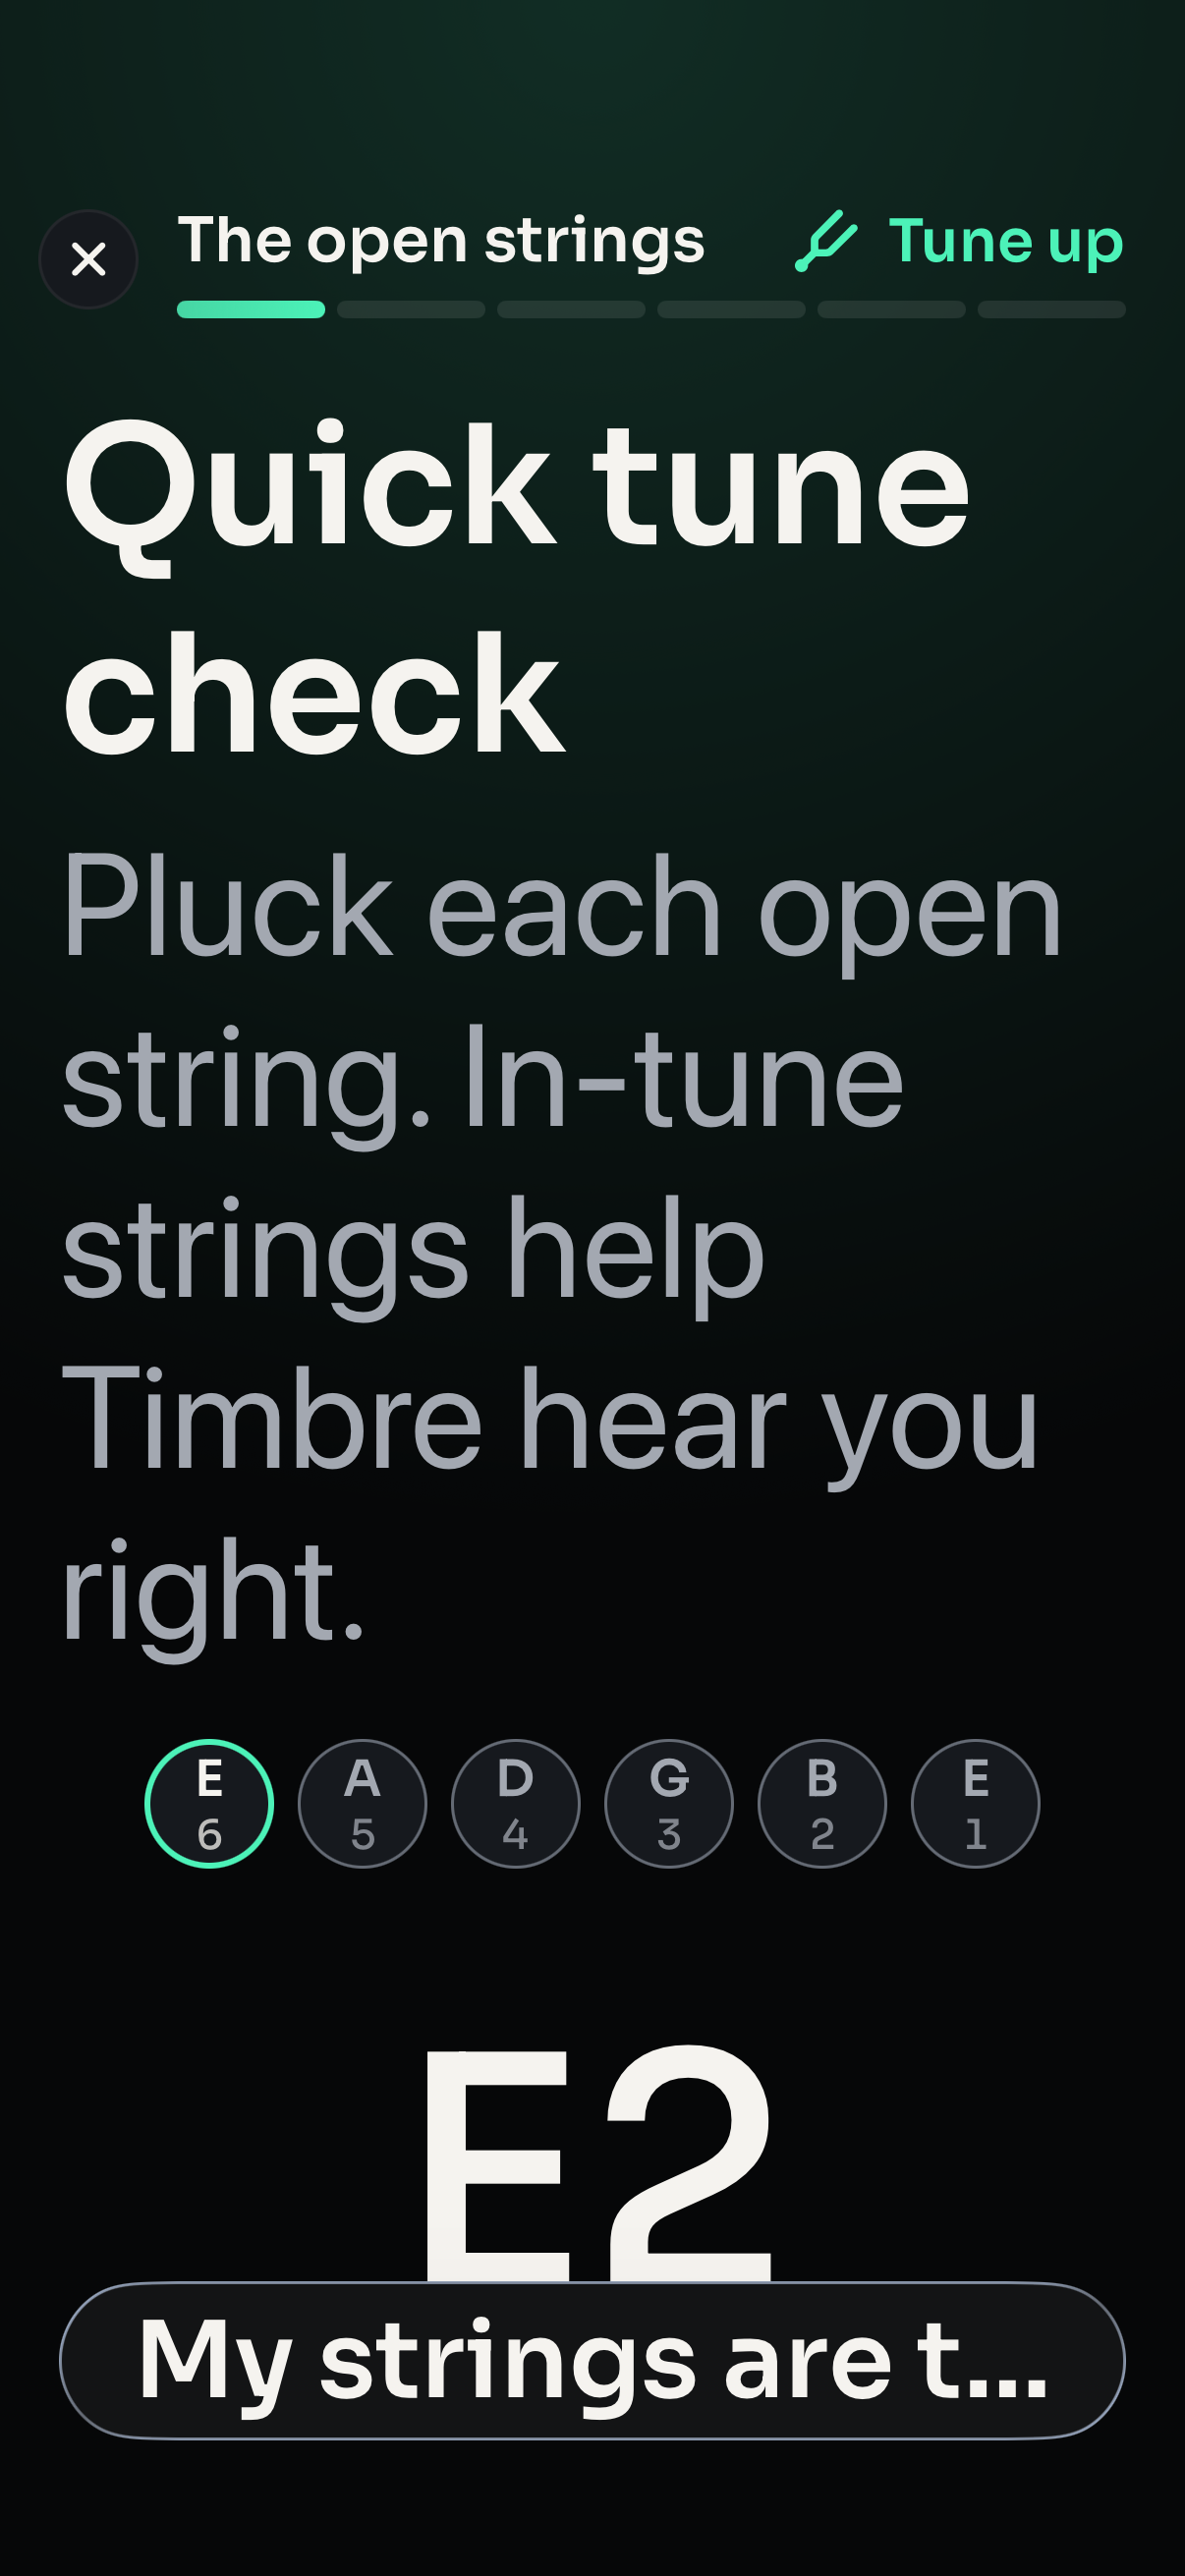 The open strings
Tune up
Quick tune
check
Pluck each open
string. In-tune
strings help
Timbre hear you
right.
E A D G B E
6 5 4 3 2 1
E2
My strings are t...